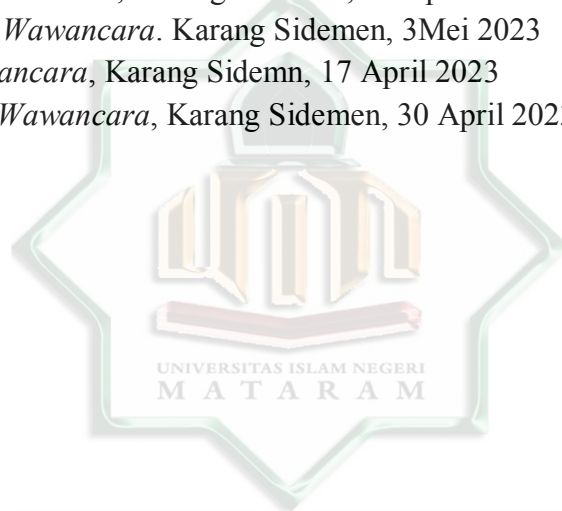 Wawancara. Karang Sidemen, 3Mei 2023
ancara, Karang Sidemn, 17 April 2023
Wawancara, Karang Sidemen, 30 April 202
UNIVERSITAS ISLAM NEGERI
MATARAM